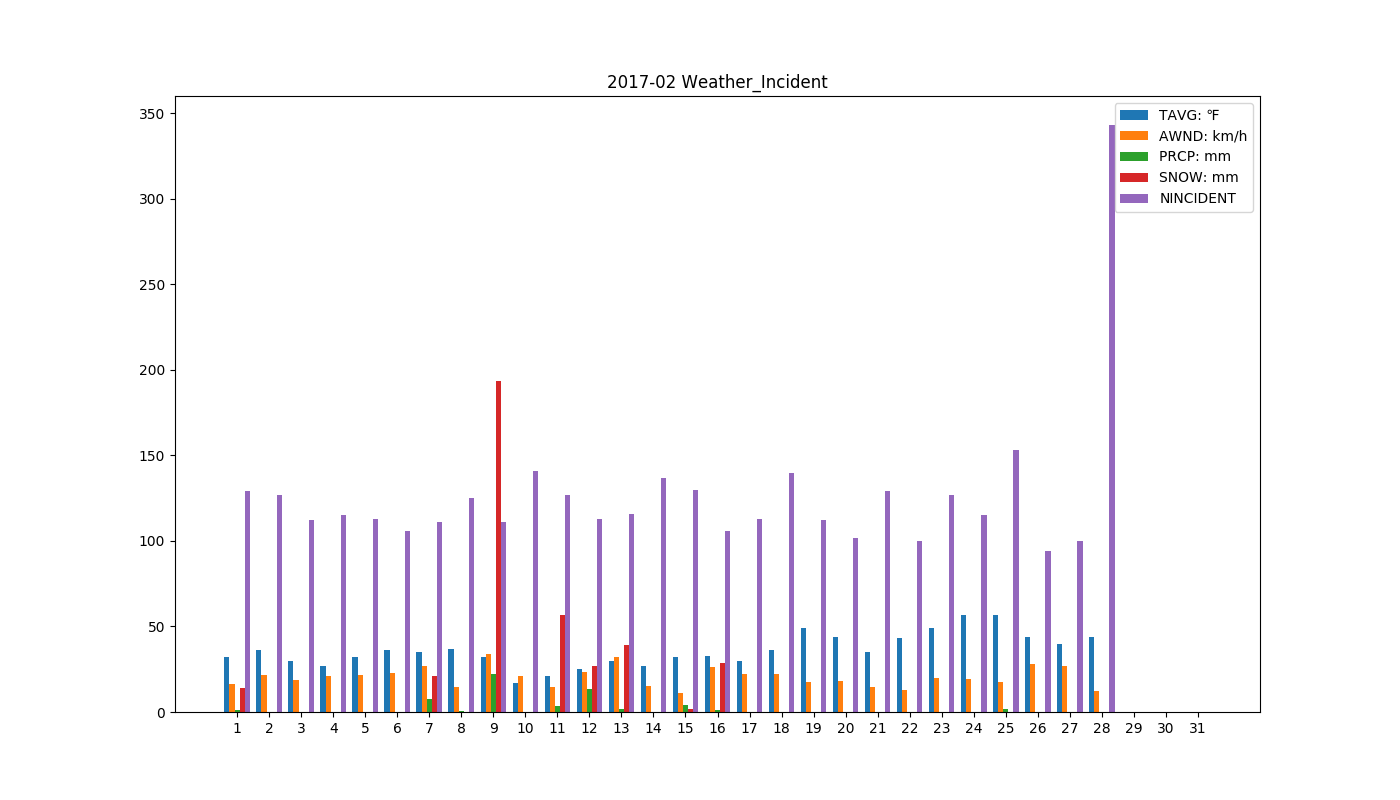 2017-02 Weather_Incident
350
300
250
200
150
100
50
0
TAVG: °F
AWND: km/h
PRCP: mm
SNOW: mm
NINCIDENT
1 2 3 4 5 6 7 8 9 10 11 12 13 14 15 16 17 18 19 20 21 22 23 24 25 26 27 28 29 30 31